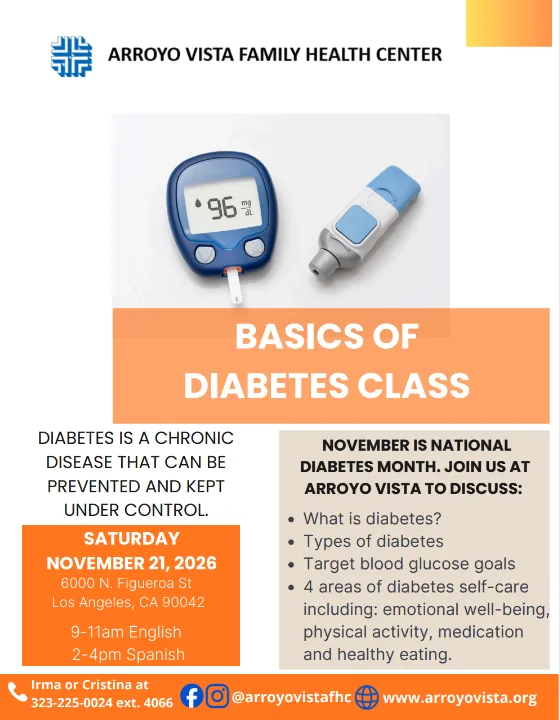 ARROYO VISTA FAMILY HEALTH CENTER
96 mg/dL
BASICS OF
DIABETES CLASS
DIABETES IS A CHRONIC
DISEASE THAT CAN BE
PREVENTED AND KEPT
UNDER CONTROL.
SATURDAY
NOVEMBER 21, 2026
6000 N. Figueroa St
Los Angeles, CA 90042
9-11am English
2-4pm Spanish
NOVEMBER IS NATIONAL
DIABETES MONTH. JOIN US AT
ARROYO VISTA TO DISCUSS:
• What is diabetes?
• Types of diabetes
• Target blood glucose goals
• 4 areas of diabetes self-care
including: emotional well-being,
physical activity, medication
and healthy eating.
Irma or Cristina at
323-225-0024 ext. 4066
@arroyovistafhc
www.arroyovista.org